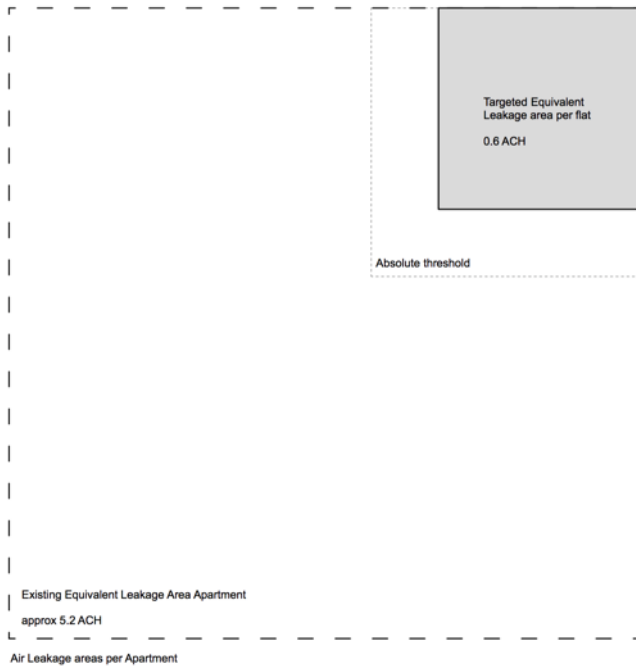 Targeted Equivalent
Leakage area per flat
0.6 ACH
Absolute threshold
Existing Equivalent Leakage Area Apartment
approx 5.2 ACH
Air Leakage areas per Apartment